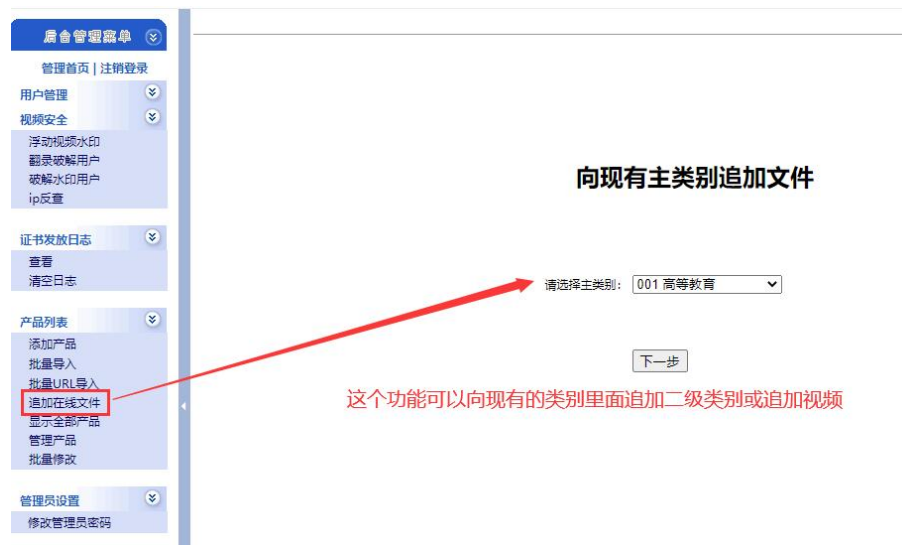 后台管理菜单
管理首页 | 注销登录
用户管理
视频安全
浮动视频水印
翻录破解用户
破解水印用户
ip反查
证书发放日志
查看
清空日志
产品列表
添加产品
批量导入
批量URL导入
追加在线文件
显示全部产品
管理产品
批量修改
管理员设置
修改管理员密码
向现有主类别追加文件
请选择主类别: 001 高等教育
下一步
这个功能可以向现有的类别里面追加二级类别或追加视频